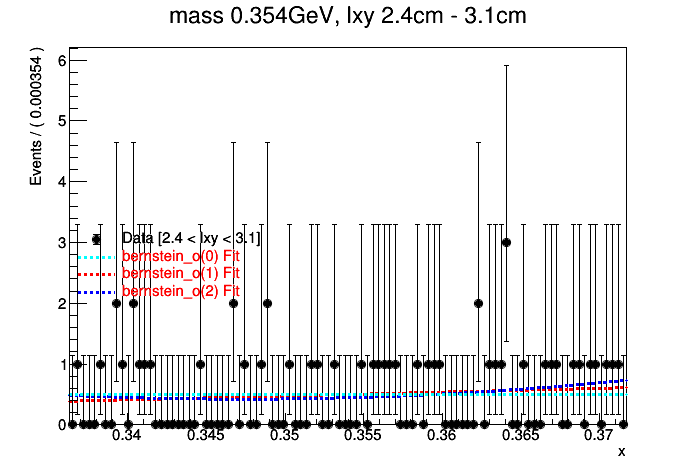 mass 0.354GeV, lxy 2.4cm - 3.1cm
Events / ( 0.000354 )
6
5
4
3
2
1
0
Data [2.4 < lxy < 3.1]
bernstein_o(0) Fit
bernstein_o(1) Fit
bernstein_o(2) Fit
0.34 0.345 0.35 0.355 0.36 0.365 0.37
x